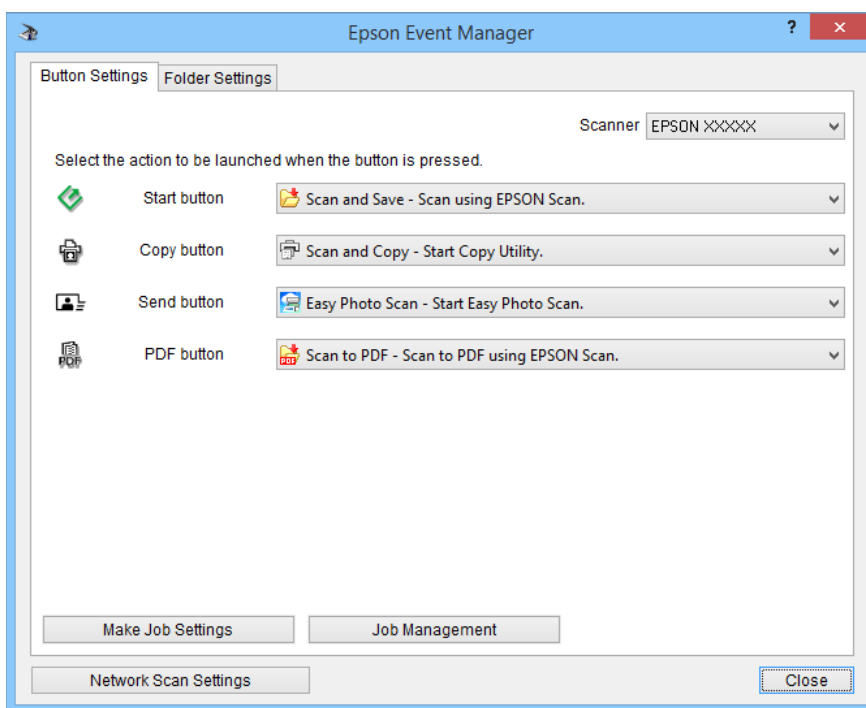 Epson Event Manager ? ×
Button Settings Folder Settings
Scanner EPSON XXXXX
Select the action to be launched when the button is pressed.
Start button Scan and Save - Scan using EPSON Scan.
Copy button Scan and Copy - Start Copy Utility.
Send button Easy Photo Scan - Start Easy Photo Scan.
PDF PDF button PDF Scan to PDF - Scan to PDF using EPSON Scan.
Make Job Settings Job Management
Network Scan Settings Close